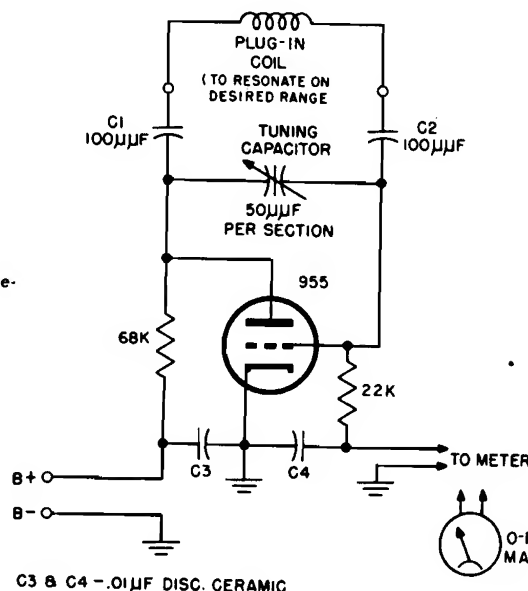 PLUG-IN
COIL
(TO RESONATE ON
DESIRED RANGE
C1
100µµF
TUNING
CAPACITOR
C2
100µµF
50µµF
PER SECTION
e-
955
68K
22K
C3
C4
TO METER
B+
B-
MA
C3 & C4 -.01µF DISC. CERAMIC